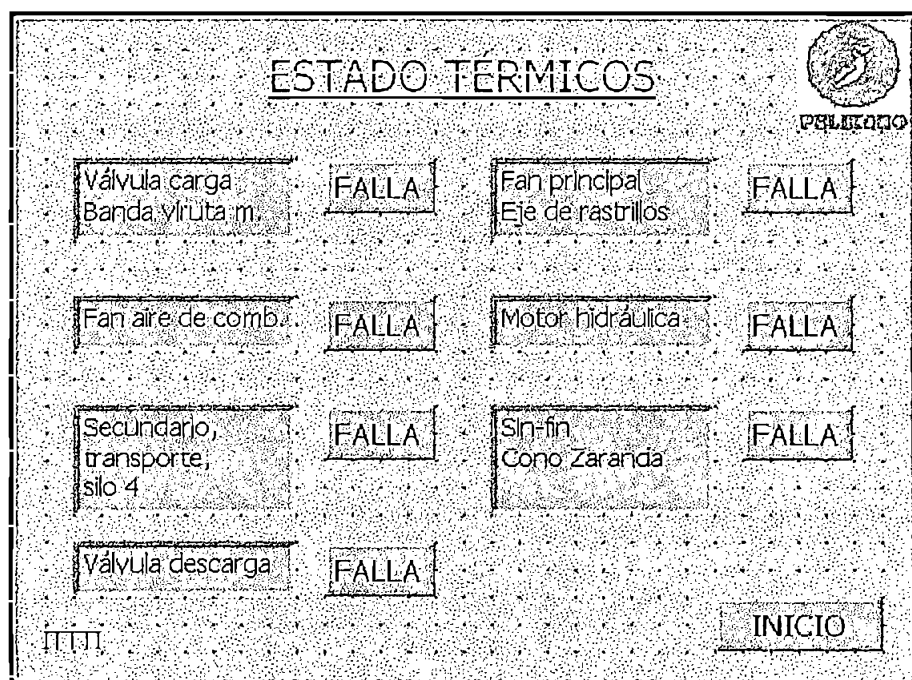 ESTADO TÉRMICOS
Válvula carga
Banda viruta m.
FALLA
Fan principal
Eje de rastrillos
FALLA
Fan aire de comb.
FALLA
Motor hidráulica
FALLA
Secundario,
transporte,
silo 4
FALLA
Sin-fin
Cono Zaranda
FALLA
Válvula descarga
FALLA
INICIO